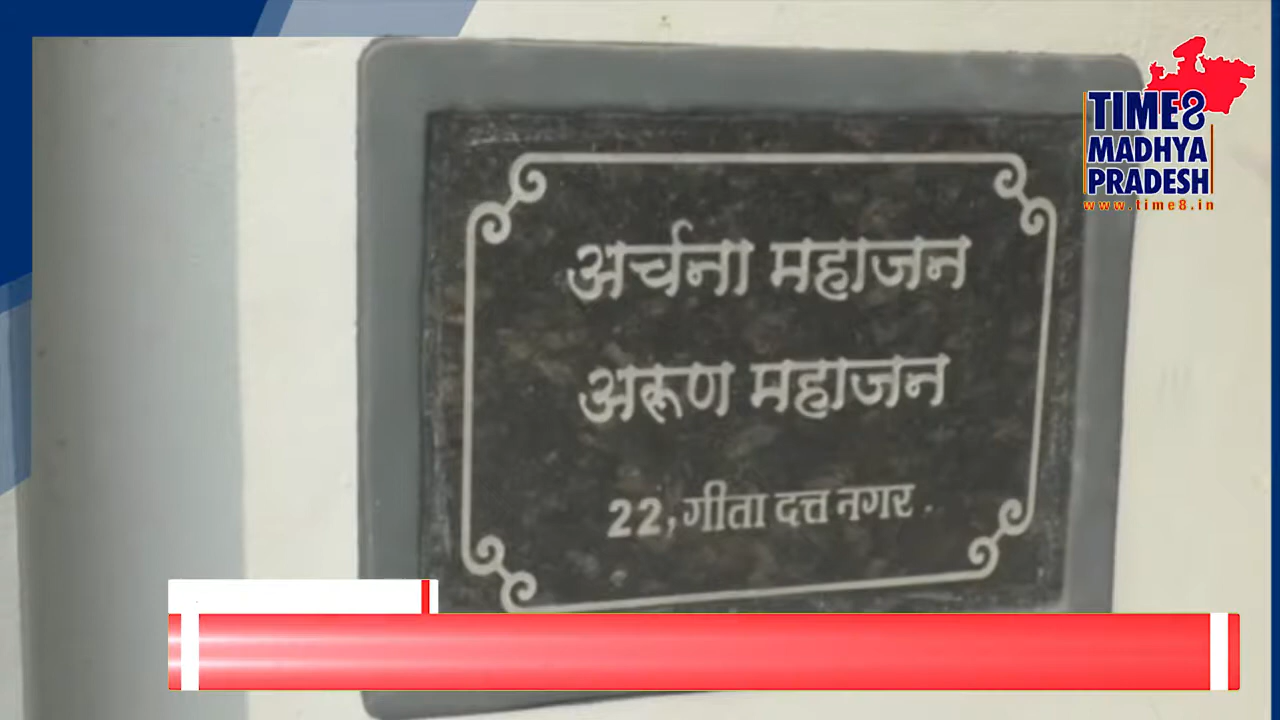 TIME8
MADHYA
PRADESH
www.time8.in
अर्चना महाजन
अरूण महाजन
22, गीता दत्त नगर